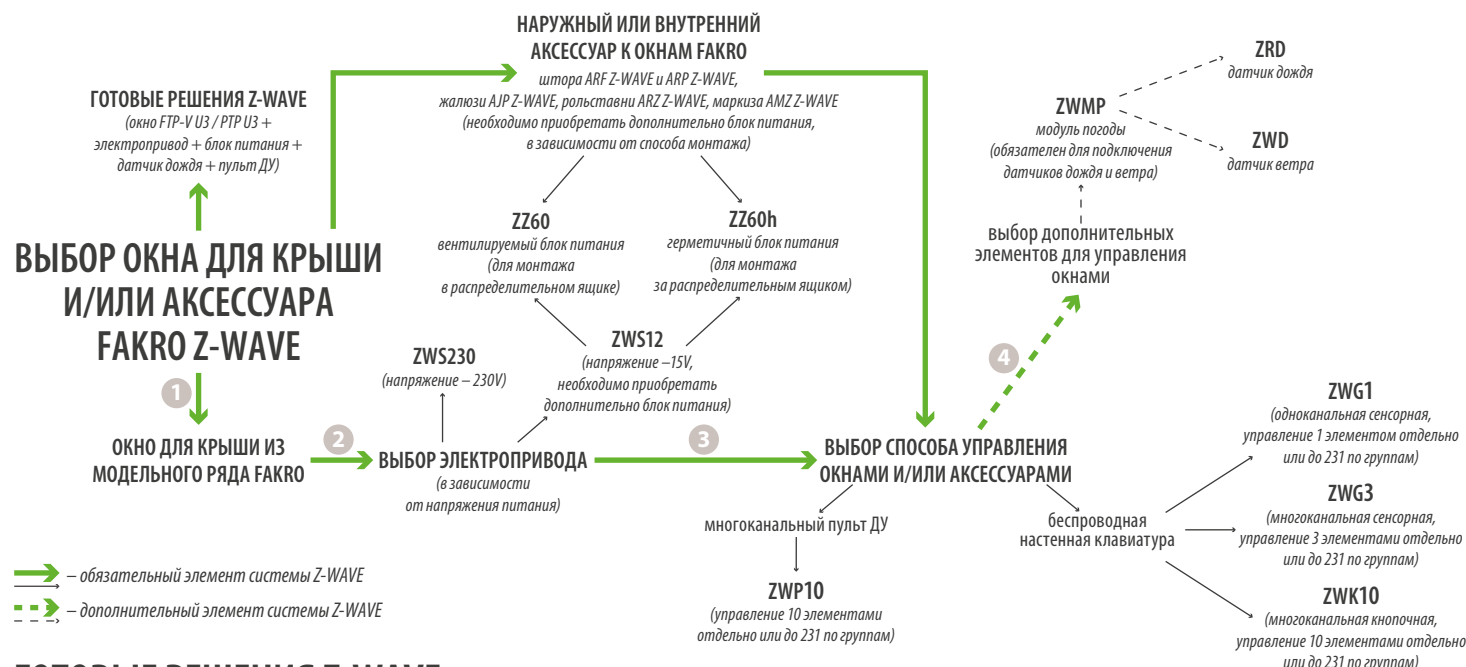 НАРУЖНЫЙ ИЛИ ВНУТРЕННИЙ
АКСЕССУАР К ОКНАМ FAKRO
штора ARF Z-WAVE и ARP Z-WAVE,
жалюзи AJP Z-WAVE, рольставни ARZ Z-WAVE, маркиза AMZ Z-WAVE
(необходимо приобретать дополнительно блок питания,
в зависимости от способа монтажа)
ГОТОВЫЕ РЕШЕНИЯ Z-WAVE
(окно FTP-V U3 / PTP U3 +
электропривод + блок питания +
датчик дождя + пульт ДУ)
ZRD
датчик дождя
ZWMP
модуль погоды
(обязателен для подключения
датчиков дождя и ветра)
ZWD
датчик ветра
ВЫБОР ОКНА ДЛЯ КРЫШИ
И/ИЛИ АКСЕССУАРА
FAKRO Z-WAVE
ZZ60
вентилируемый блок питания
(для монтажа
в распределительном ящике)
ZZ60h
герметичный блок питания
(для монтажа
за распределительным ящиком)
выбор дополнительных
элементов для управления
окнами
ZWS230
(напряжение – 230V)
ZWS12
(напряжение –15V,
необходимо приобретать
дополнительно блок питания)
4
1
ОКНО ДЛЯ КРЫШИ ИЗ
МОДЕЛЬНОГО РЯДА FAKRO
2
ВЫБОР ЭЛЕКТРОПРИВОДА
(в зависимости
от напряжения питания)
3
ВЫБОР СПОСОБА УПРАВЛЕНИЯ
ОКНАМИ И/ИЛИ АКСЕССУАРАМИ
многоканальный пульт ДУ
ZWP10
(управление 10 элементами
отдельно или до 231 по группам)
беспроводная
настенная клавиатура
ZWG1
(одноканальная сенсорная,
управление 1 элементом отдельно
или до 231 по группам)
ZWG3
(многоканальная сенсорная,
управление 3 элементами отдельно
или до 231 по группам)
ZWK10
(многоканальная кнопочная,
управление 10 элементами отдельно
или до 231 по группам)
– обязательный элемент системы Z-WAVE
– дополнительный элемент системы Z-WAVE
ГОТОВЫЕ РЕШЕНИЯ Z-WAVE